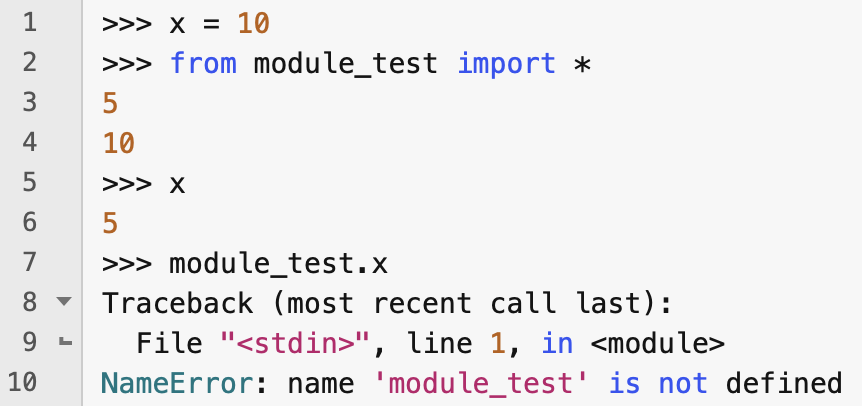 1 >>> x = 10
2 >>> from module_test import *
3 5
4 10
5 >>> x
6 5
7 >>> module_test.x
8 Traceback (most recent call last):
9   File "<stdin>", line 1, in <module>
10 NameError: name 'module_test' is not defined